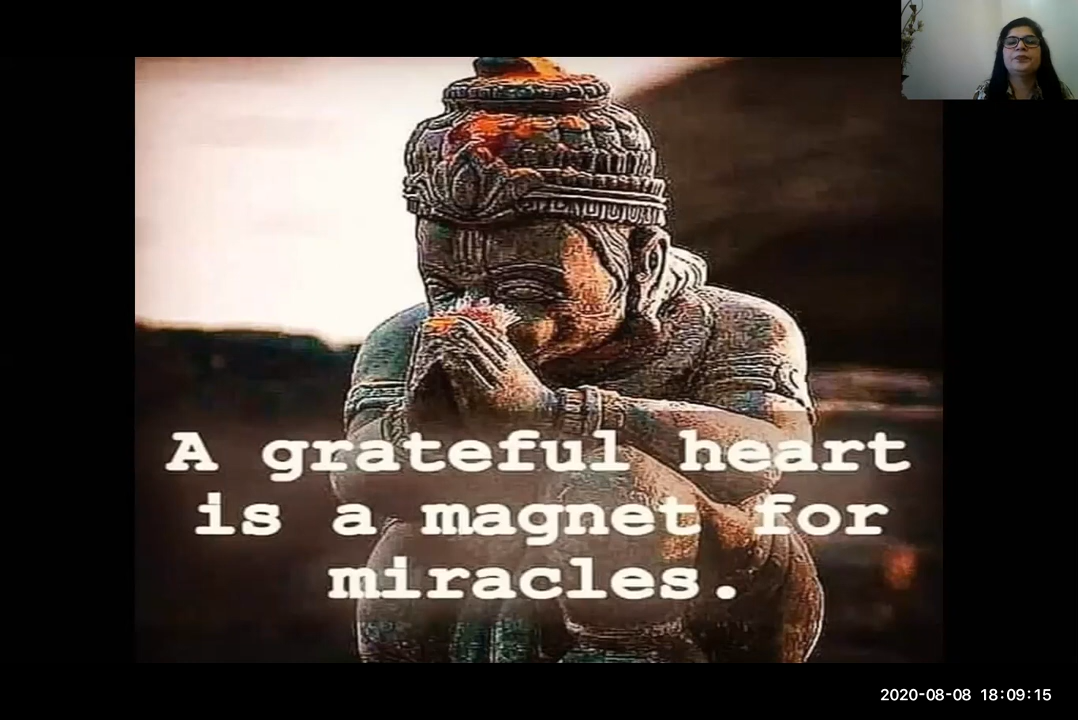 A grateful heart
is a magnet for
miracles.
2020-08-08 18:09:15